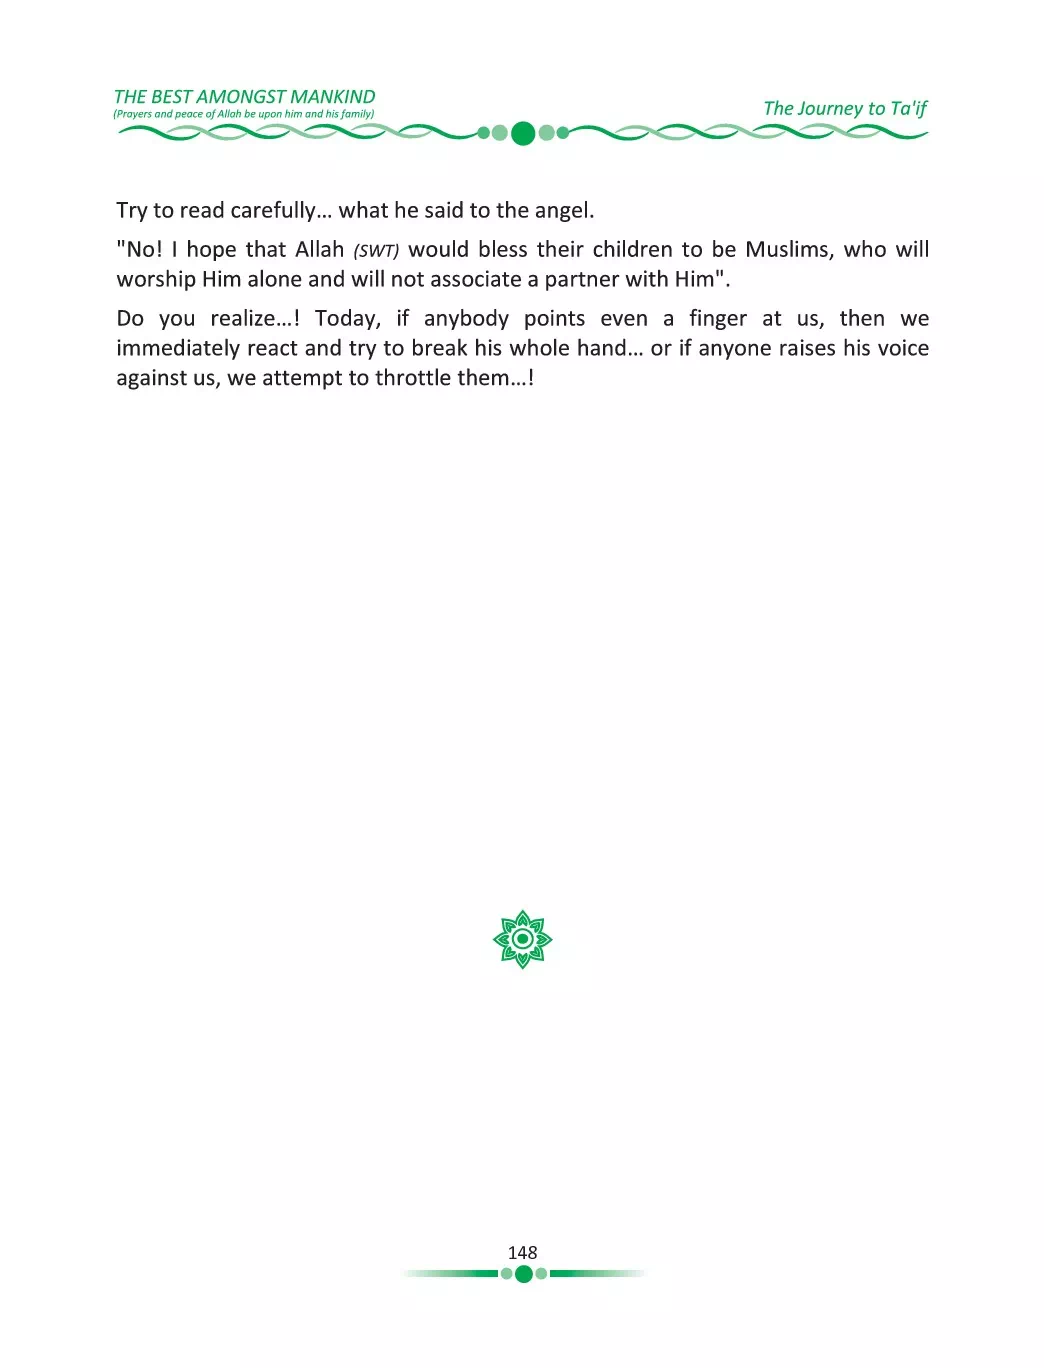 THE BEST AMONGST MANKIND
(Prayers and peace of Allah be upon him and his family)
The Journey to Ta'if
Try to read carefully… what he said to the angel.
"No! I hope that Allah (SWT) would bless their children to be Muslims, who will
worship Him alone and will not associate a partner with Him".
Do you realize…! Today, if anybody points even a finger at us, then we
immediately react and try to break his whole hand… or if anyone raises his voice
against us, we attempt to throttle them…!
148